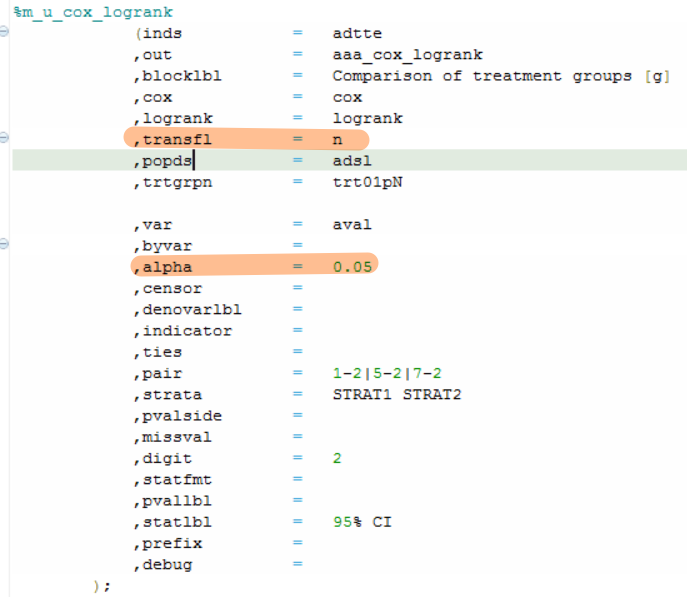 %m_u_cox_logrank
(inds = adtte
,out = aaa_cox_logrank
,blocklbl = Comparison of treatment groups [g]
,cox = cox
,logrank = logrank
,transfl = n
,popds = adsl
,trtgrpn = trt01pN
,var = aval
,byvar =
,alpha = 0.05
,censor =
,denovarlbl =
,indicator =
,ties =
,pair = 1-2|5-2|7-2
,strata = STRAT1 STRAT2
,pvalside =
,missval =
,digit = 2
,statfmt =
,pvallbl =
,statlbl = 95% CI
,prefix =
,debug =
);